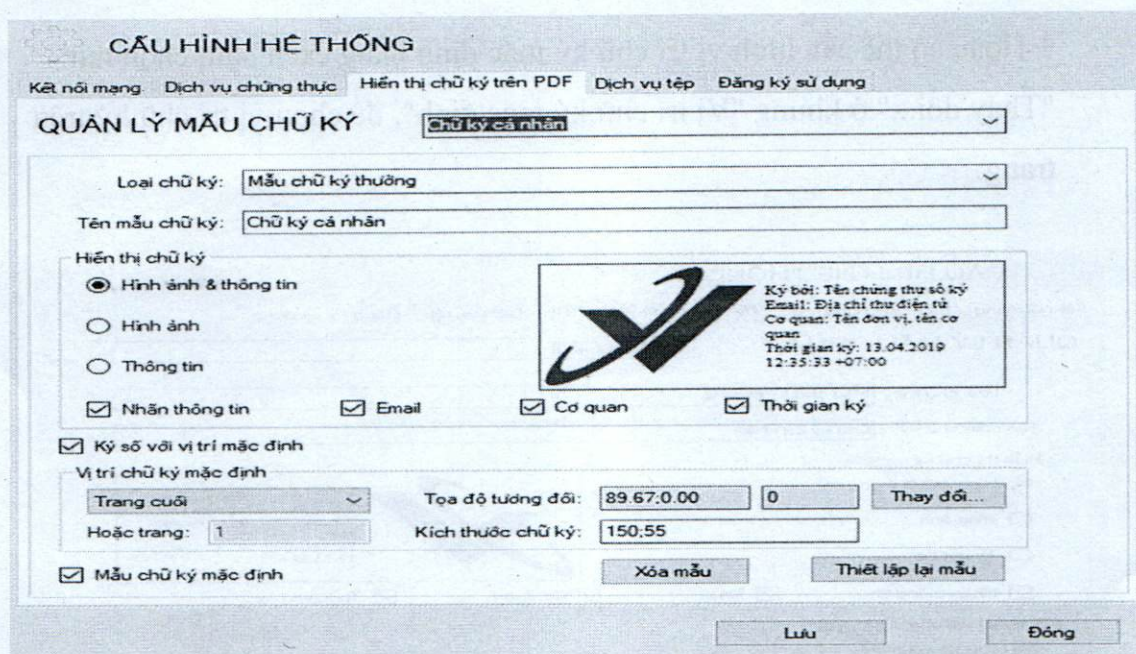 CẤU HÌNH HỆ THỐNG
Kết nối mạng Dịch vụ chứng thực Hiển thị chữ ký trên PDF Dịch vụ tệp Đăng ký sử dụng
QUẢN LÝ MẪU CHỮ KÝ Chữ ký cá nhân
Loại chữ ký: Mẫu chữ ký thường
Tên mẫu chữ ký: Chữ ký cá nhân
Hiển thị chữ ký
Hình ảnh & thông tin
Hình ảnh
Thông tin
Ký bởi: Tên chứng thư số ký
Email: Địa chỉ thư điện tử
Cơ quan: Tên đơn vị, tên cơ
quan
Thời gian ký: 13.04.2019
12:35:33 +07:00
Nhãn thông tin Email Cơ quan Thời gian ký
Ký số với vị trí mặc định
Vị trí chữ ký mặc định
Trang cuối Tọa độ tương đối: 89.67:0.00 0 Thay đổi...
Hoặc trang: 1 Kích thước chữ ký: 150;55
Mẫu chữ ký mặc định Xóa mẫu Thiết lập lại mẫu
Lưu Đóng